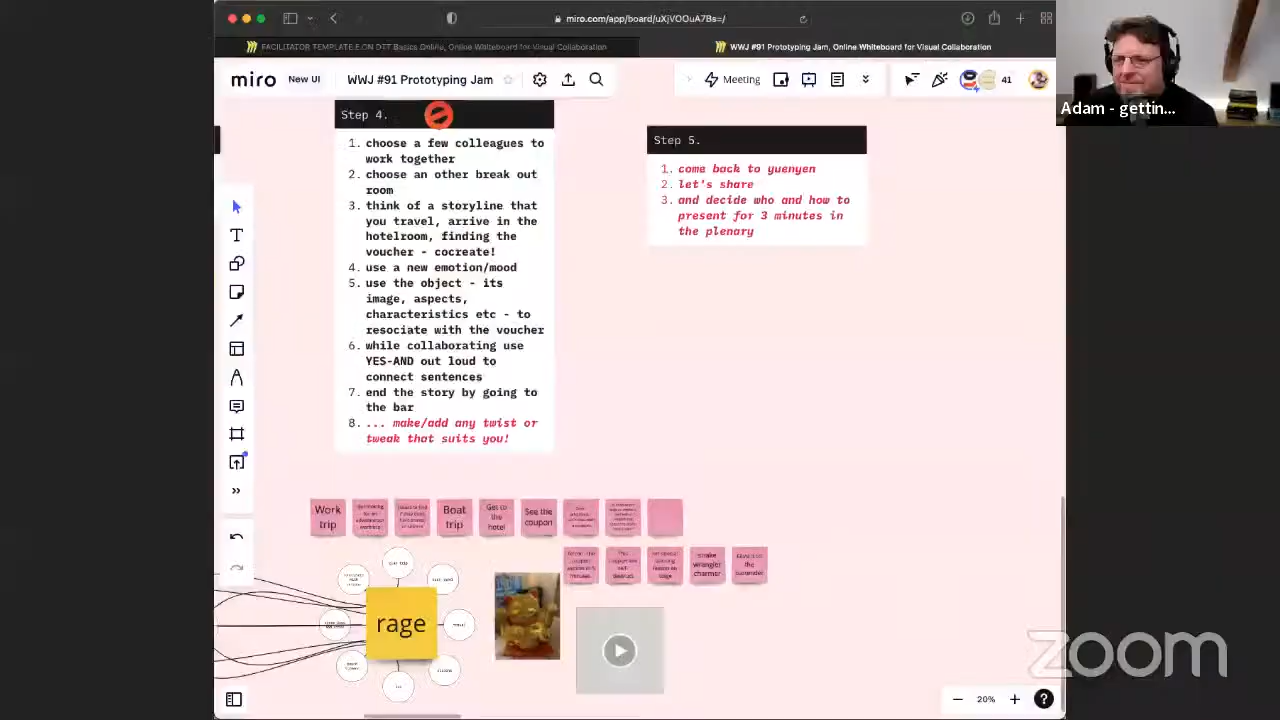 miro.com/app/board/uXjVOOuA7Bs=/
FACILITATOR TEMPLATE E.ON DTT Basics Online, Online Whiteboard for Visual Collaboration
WWJ #91 Prototyping Jam, Online Whiteboard for Visual Collaboration
miro
New UI
WWJ #91 Prototyping Jam
Meeting
41
Adam - gettin...
Step 4.
1. choose a few colleagues to
work together
2. choose an other break out
room
3. think of a storyline that
you travel, arrive in the
hotelroom, finding the
voucher - cocreate!
4. use a new emotion/mood
5. use the object - its
image, aspects,
characteristics etc - to
resociate with the voucher
6. while collaborating use
YES-AND out loud to
connect sentences
7. end the story by going to
the bar
8. ... make/add any twist or
tweak that suits you!
Step 5.
1. come back to yuenyen
2. let's share
3. and decide who and how to
present for 3 minutes in
the plenary
Work
trip
Boat
trip
Get to
the
hotel
See the
coupon
snake
wrangler
charmer
rage
20%
zoom